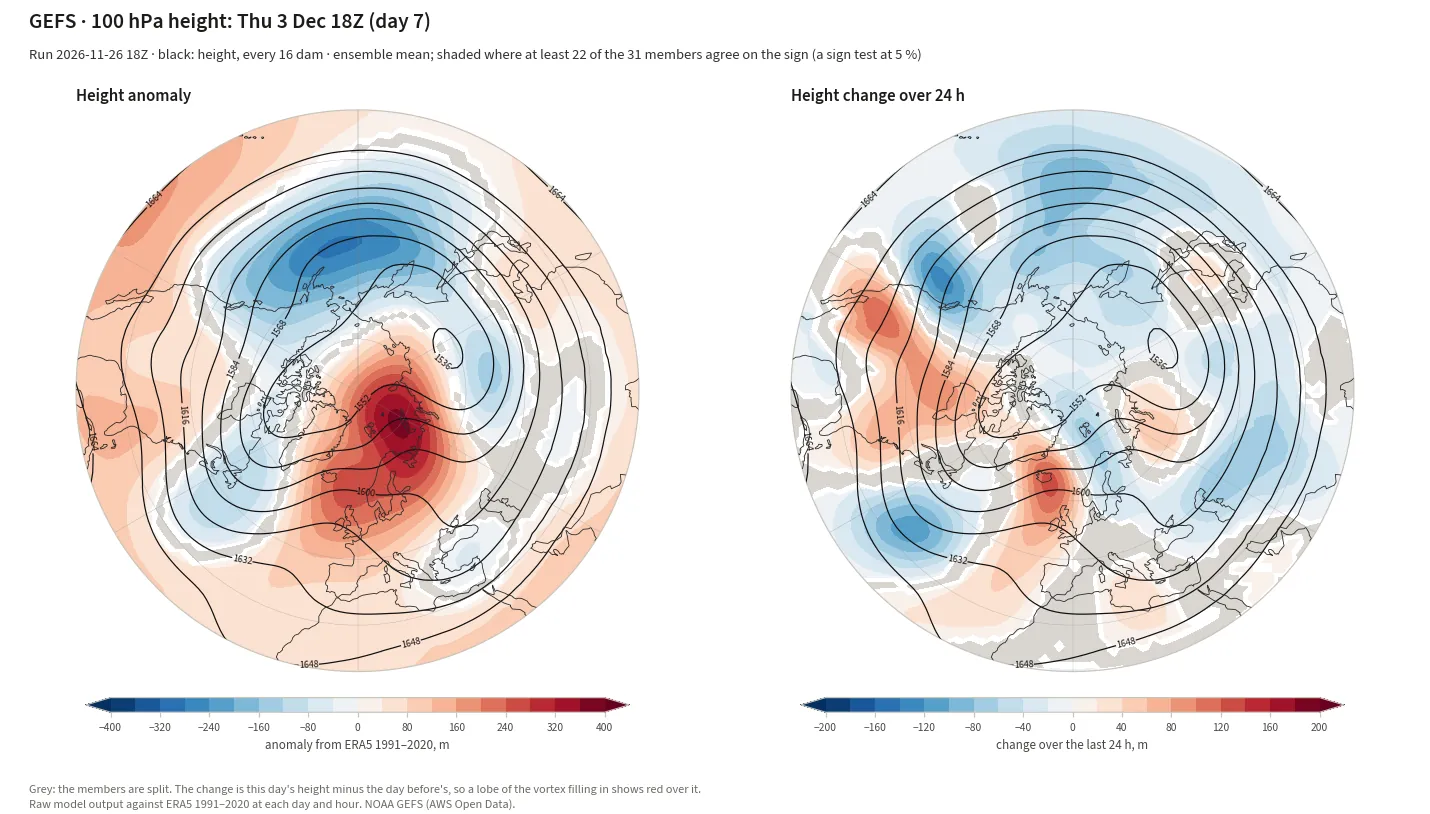 GEFS · 100 hPa height: Thu 3 Dec 18Z (day 7)
Run 2026-11-26 18Z · black: height, every 16 dam · ensemble mean; shaded where at least 22 of the 31 members agree on the sign (a sign test at 5 %)
Height anomaly
Height change over 24 h
1664
1664
1568
1536
1584
1552
1616
1664
1600
1632
1648
1648
1664
1664
1568
1536
1584
1552
1616
1664
1600
1632
1648
1648
−400 −320 −240 −160 −80 0 80 160 240 320 400
anomaly from ERA5 1991–2020, m
−200 −160 −120 −80 −40 0 40 80 120 160 200
change over the last 24 h, m
Grey: the members are split. The change is this day's height minus the day before's, so a lobe of the vortex filling in shows red over it.
Raw model output against ERA5 1991–2020 at each day and hour. NOAA GEFS (AWS Open Data).